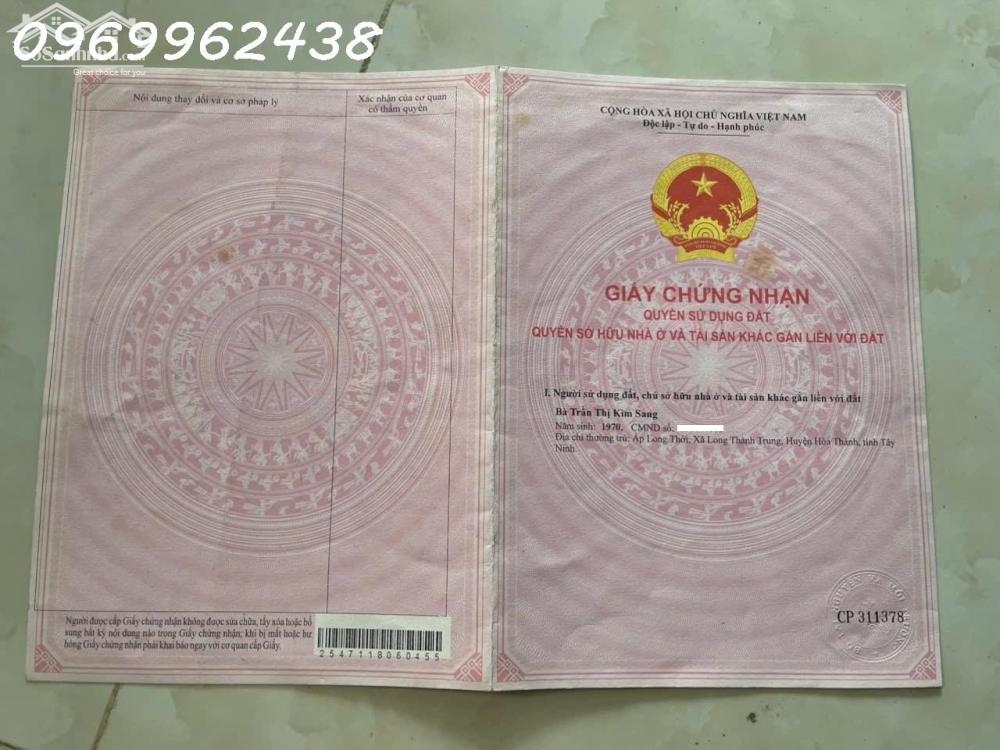 0969962438
Great choice for you
Nội dung thay đổi và cơ sở pháp lý
Xác nhận của cơ quan
có thẩm quyền
Người được cấp Giấy chứng nhận không được sửa chữa, tẩy xóa hoặc bổ
sung bất kỳ nội dung nào trong Giấy chứng nhận; khi bị mất hoặc hư
hỏng Giấy chứng nhận phải khai báo ngay với cơ quan cấp Giấy.
2547118060455
CỘNG HÒA XÃ HỘI CHỦ NGHĨA VIỆT NAM
Độc lập - Tự do - Hạnh phúc
GIẤY CHỨNG NHẬN
QUYỀN SỬ DỤNG ĐẤT
QUYỀN SỞ HỮU NHÀ Ở VÀ TÀI SẢN KHÁC GẮN LIỀN VỚI ĐẤT
I. Người sử dụng đất, chủ sở hữu nhà ở và tài sản khác gắn liền với đất
Bà Trần Thị Kim Sang
Năm sinh: 1970, CMND số:
Địa chỉ thường trú: Ấp Long Thới, Xã Long Thành Trung, Huyện Hòa Thành, tỉnh Tây
Ninh.
CP 311378